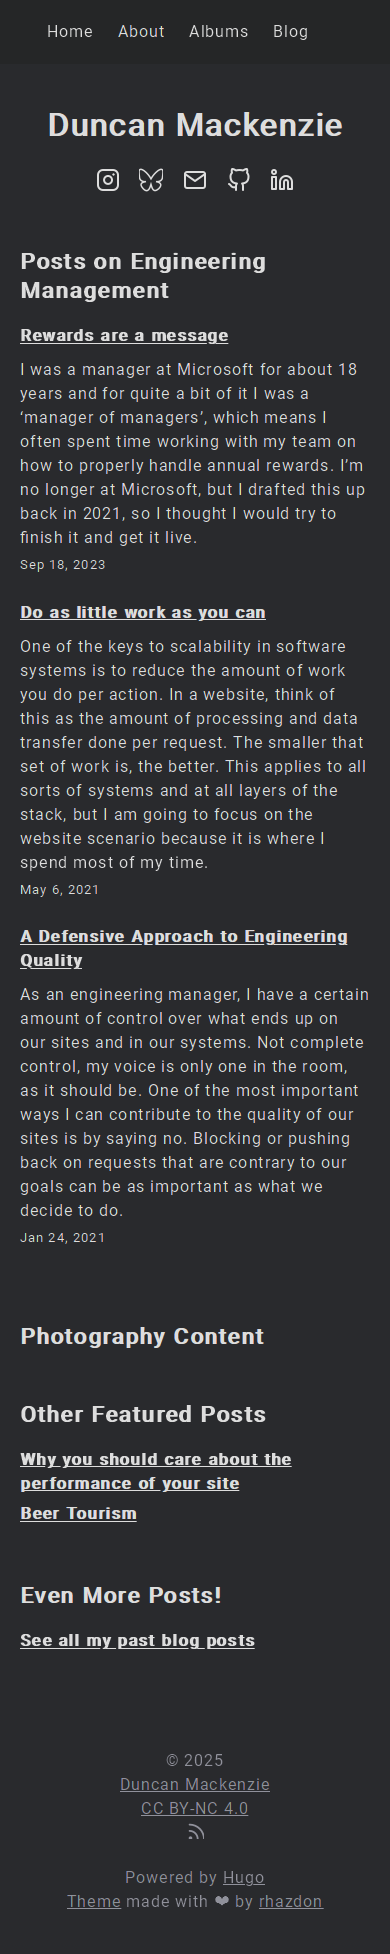 Home About Albums Blog
Duncan Mackenzie
Posts on Engineering
Management
Rewards are a message
I was a manager at Microsoft for about 18
years and for quite a bit of it I was a
‘manager of managers’, which means I
often spent time working with my team on
how to properly handle annual rewards. I’m
no longer at Microsoft, but I drafted this up
back in 2021, so I thought I would try to
finish it and get it live.
Sep 18, 2023
Do as little work as you can
One of the keys to scalability in software
systems is to reduce the amount of work
you do per action. In a website, think of
this as the amount of processing and data
transfer done per request. The smaller that
set of work is, the better. This applies to all
sorts of systems and at all layers of the
stack, but I am going to focus on the
website scenario because it is where I
spend most of my time.
May 6, 2021
A Defensive Approach to Engineering
Quality
As an engineering manager, I have a certain
amount of control over what ends up on
our sites and in our systems. Not complete
control, my voice is only one in the room,
as it should be. One of the most important
ways I can contribute to the quality of our
sites is by saying no. Blocking or pushing
back on requests that are contrary to our
goals can be as important as what we
decide to do.
Jan 24, 2021
Photography Content
Other Featured Posts
Why you should care about the
performance of your site
Beer Tourism
Even More Posts!
See all my past blog posts
© 2025
Duncan Mackenzie
CC BY-NC 4.0
Powered by Hugo
Theme made with ❤ by rhazdon